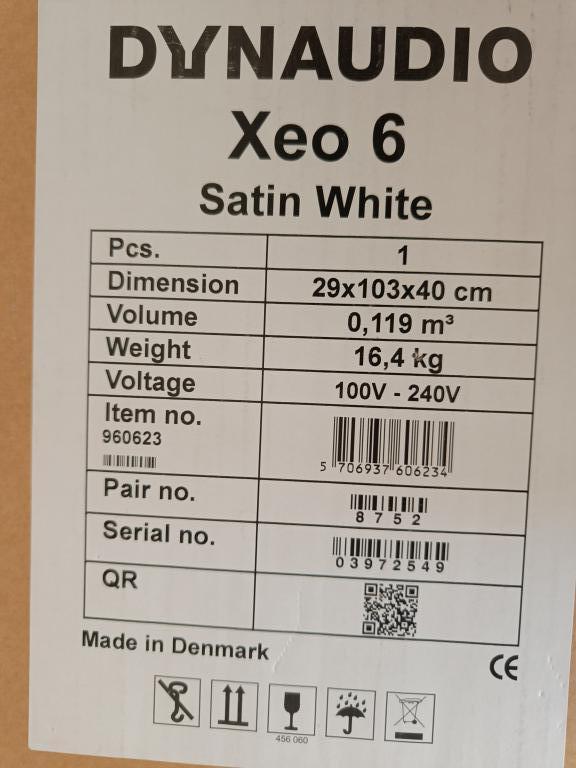 DYNAUDIO
Xeo 6
Satin White
Pcs. 1
Dimension 29x103x40 cm
Volume 0,119 m³
Weight 16,4 kg
Voltage 100V - 240V
Item no.
960623
5 706937 606234
Pair no.
8752
Serial no.
03972549
QR
Made in Denmark
CE
456 060